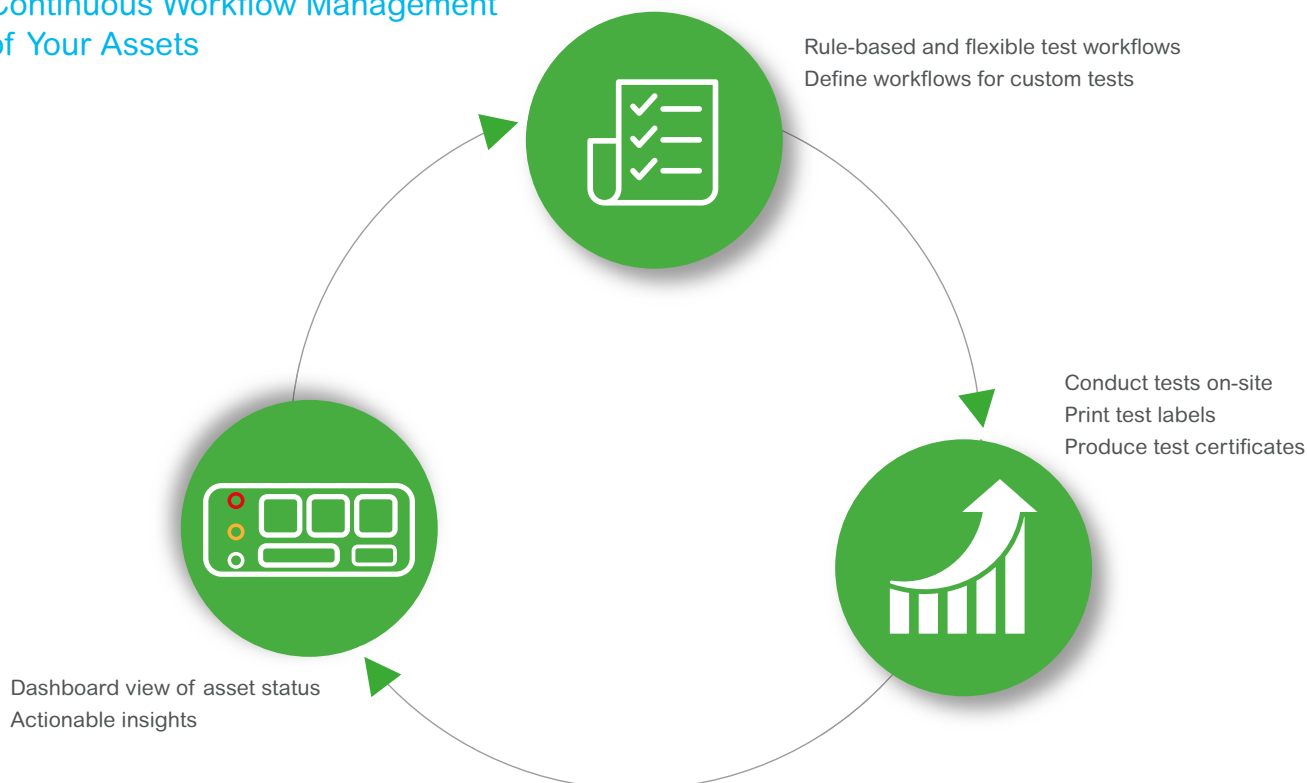 Continuous Workflow Management
of Your Assets
Rule-based and flexible test workflows
Define workflows for custom tests
Conduct tests on-site
Print test labels
Produce test certificates
Dashboard view of asset status
Actionable insights